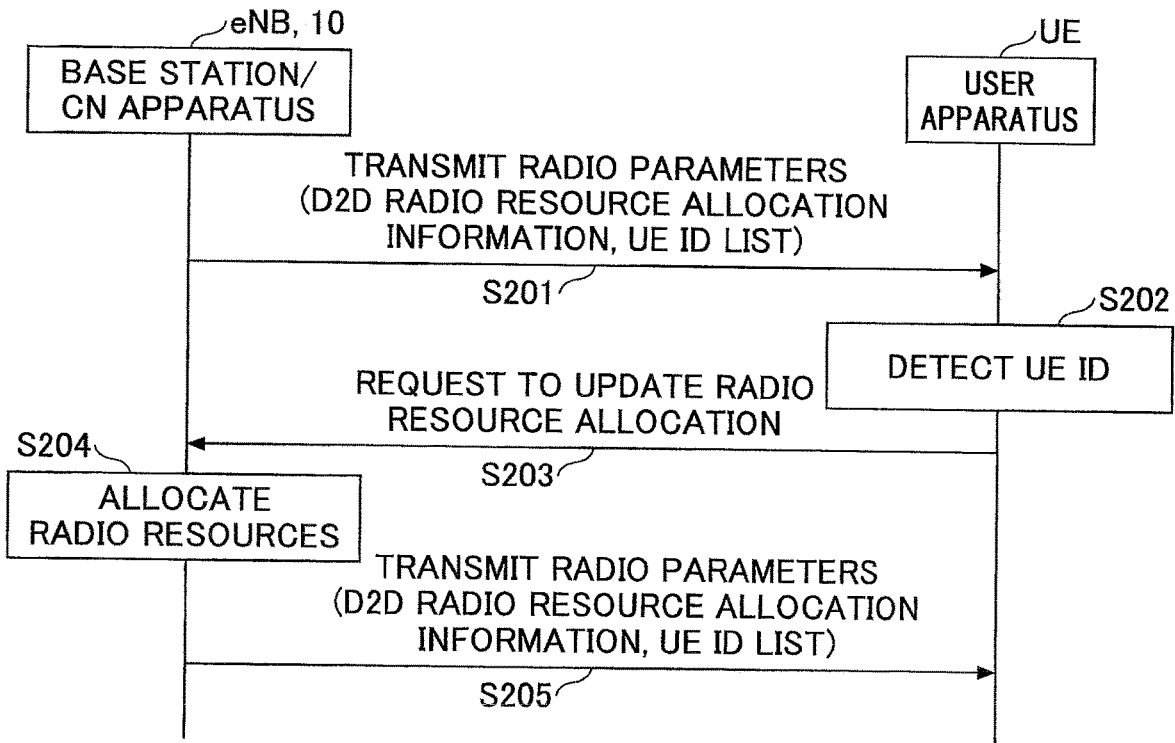 eNB, 10
BASE STATION/
CN APPARATUS
UE
USER
APPARATUS
TRANSMIT RADIO PARAMETERS
(D2D RADIO RESOURCE ALLOCATION
INFORMATION, UE ID LIST)
S201
S202
DETECT UE ID
REQUEST TO UPDATE RADIO
RESOURCE ALLOCATION
S203
S204
ALLOCATE
RADIO RESOURCES
TRANSMIT RADIO PARAMETERS
(D2D RADIO RESOURCE ALLOCATION
INFORMATION, UE ID LIST)
S205